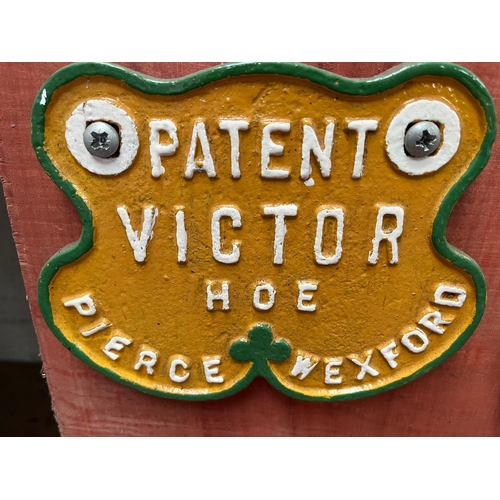 PATENT
VICTOR
HOE
PIERCE WEXFORD